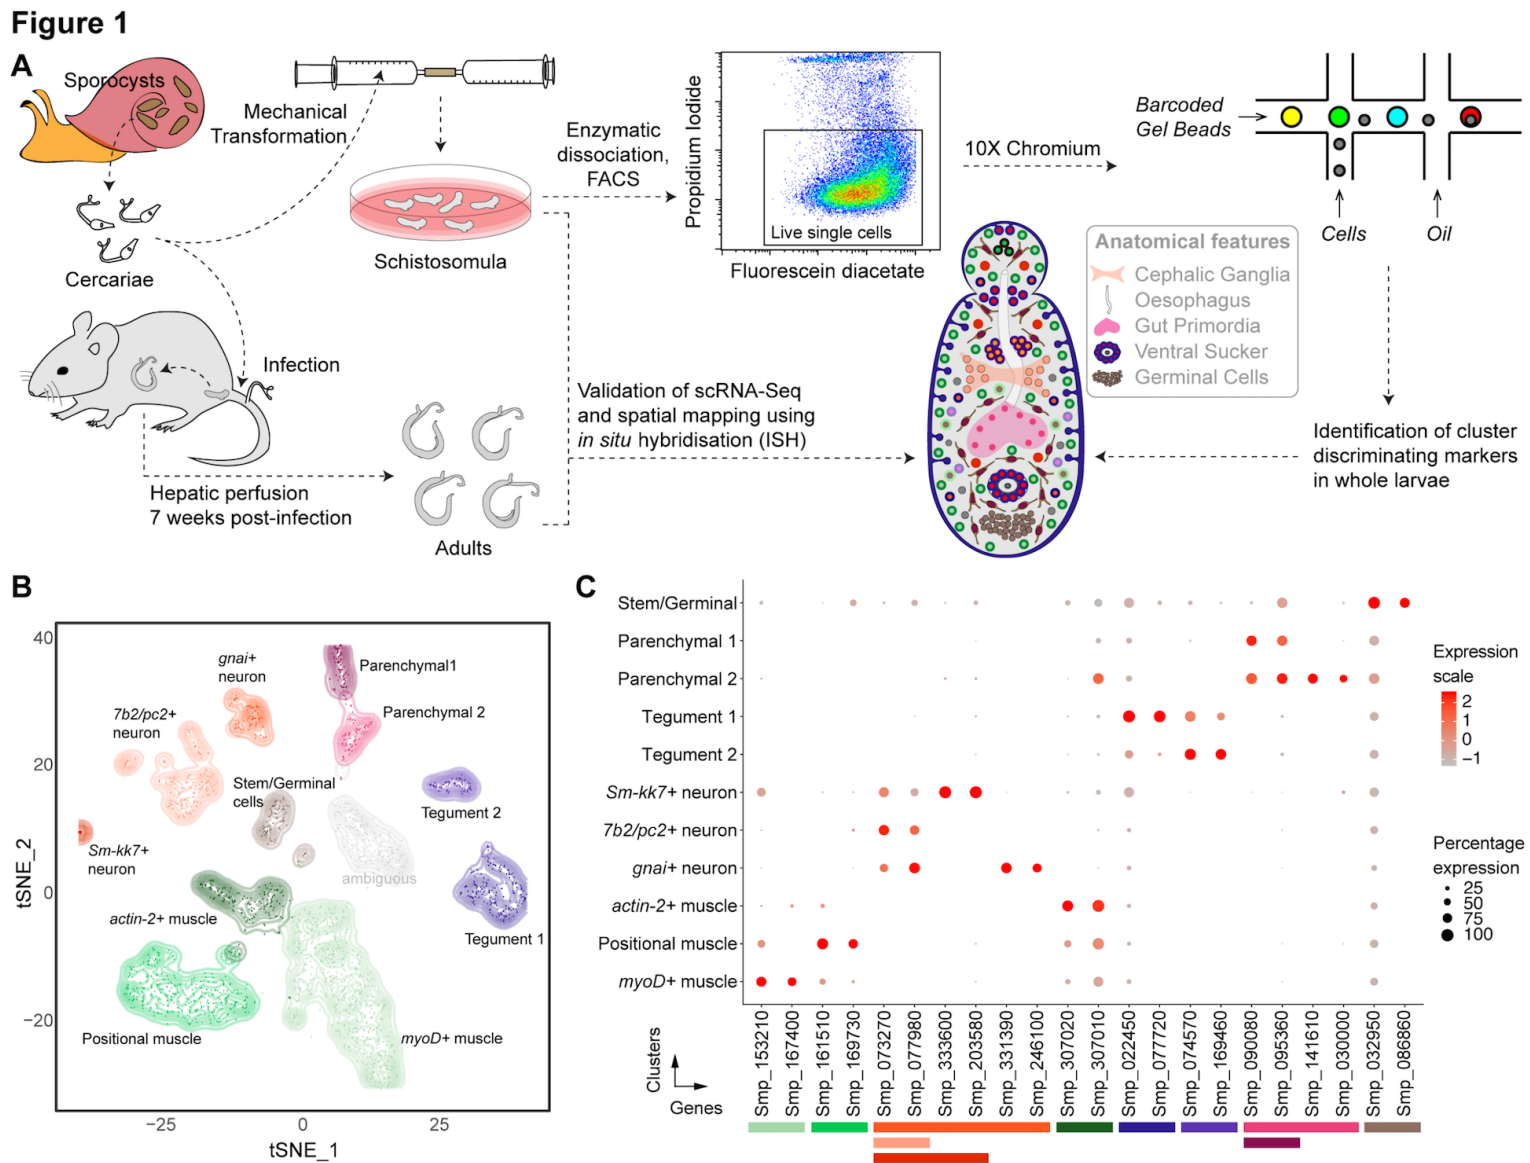 Figure 1
A
Sporocysts
Mechanical
Transformation
Cercariae
Schistosomula
Enzymatic
dissociation,
FACS
Propidium Iodide
Live single cells
Fluorescein diacetate
10X Chromium
Barcoded
Gel Beads
Cells
Oil
Anatomical features
Cephalic Ganglia
Oesophagus
Gut Primordia
Ventral Sucker
Germinal Cells
Infection
Hepatic perfusion
7 weeks post-infection
Adults
Validation of scRNA-Seq
and spatial mapping using
in situ hybridisation (ISH)
Identification of cluster
discriminating markers
in whole larvae
B
tSNE_2
40
20
0
−20
−25
0
25
tSNE_1
gnai+
neuron
7b2/pc2+
neuron
Sm-kk7+
neuron
Stem/Germinal
cells
Parenchymal1
Parenchymal 2
Tegument 2
ambiguous
Tegument 1
actin-2+ muscle
Positional muscle
myoD+ muscle
C
Stem/Germinal
Parenchymal 1
Parenchymal 2
Tegument 1
Tegument 2
Sm-kk7+ neuron
7b2/pc2+ neuron
gnai+ neuron
actin-2+ muscle
Positional muscle
myoD+ muscle
Clusters
Genes
Smp_153210
Smp_167400
Smp_161510
Smp_169730
Smp_073270
Smp_077980
Smp_333600
Smp_203580
Smp_331390
Smp_246100
Smp_307020
Smp_307010
Smp_022450
Smp_077720
Smp_074570
Smp_169460
Smp_090080
Smp_095360
Smp_141610
Smp_030000
Smp_032950
Smp_086860
Expression
scale
2
1
0
−1
Percentage
expression
25
50
75
100